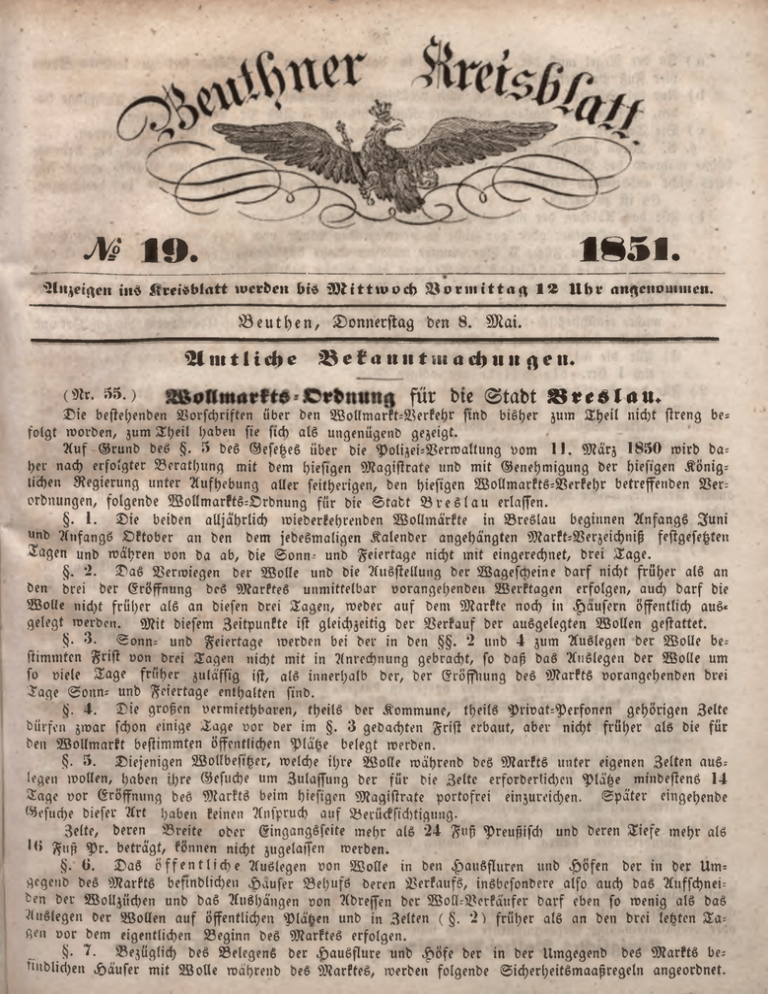 Beuthner Kreisblatt.
№ 19. 1851.
Anzeigen ins Kreisblatt werden bis Mittwoch Vormittag 12 Uhr angenommen.
Beuthen, Donnerstag den 8. Mai.
Amtliche Bekanntmachungen.
(Nr. 55.) Wollmarkts-Ordnung für die Stadt Breslau.
Die bestehenden Vorschriften über den Wollmarkt-Verkehr sind bisher zum Theil nicht streng be-
folgt worden, zum Theil haben sie sich als ungenügend gezeigt.
Auf Grund des §. 5 des Gesetzes über die Polizei-Verwaltung vom 11. März 1850 wird da-
her nach erfolgter Berathung mit dem hiesigen Magistrate und mit Genehmigung der hiesigen König-
lichen Regierung unter Aufhebung aller seitherigen, den hiesigen Wollmarkts-Verkehr betreffenden Ver-
ordnungen, folgende Wollmarkts-Ordnung für die Stadt Breslau erlassen.
§. 1. Die beiden alljährlich wiederkehrenden Wollmärkte in Breslau beginnen Anfangs Juni
und Anfangs Oktober an den dem jedesmaligen Kalender angehängten Markt-Verzeichniß festgesetzten
Tagen und währen von da ab, die Sonn- und Feiertage nicht mit eingerechnet, drei Tage.
§. 2. Das Verwiegen der Wolle und die Ausstellung der Wagescheine darf nicht früher als an
den drei der Eröffnung des Marktes unmittelbar vorangehenden Werktagen erfolgen, auch darf die
Wolle nicht früher als an diesen drei Tagen, weder auf dem Markte noch in Häusern öffentlich aus-
gelegt werden. Mit diesem Zeitpunkte ist gleichzeitig der Verkauf der ausgelegten Wollen gestattet.
§. 3. Sonn- und Feiertage werden bei der in den §§. 2 und 4 zum Auslegen der Wolle be-
stimmten Frist von drei Tagen nicht mit in Anrechnung gebracht, so daß das Auslegen der Wolle um
so viele Tage früher zulässig ist, als innerhalb der, der Eröffnung des Markts vorangehenden drei
Tage Sonn- und Feiertage enthalten sind.
§. 4. Die großen vermiethbaren, theils der Kommune, theils Privat-Perfonen gehörigen Zelte
dürfen zwar schon einige Tage vor der im §. 3 gedachten Frist erbaut, aber nicht früher als die für
den Wollmarkt bestimmten öffentlichen Plätze belegt werden.
§. 5. Diejenigen Wollbesitzer, welche ihre Wolle während des Markts unter eigenen Zelten aus-
legen wollen, haben ihre Gesuche um Zulassung der für die Zelte erforderlichen Plätze mindestens 14
Tage vor Eröffnung des Markts beim hiesigen Magistrate portofrei einzureichen. Später eingehende
Gesuche dieser Art haben keinen Anspruch auf Berücksichtigung.
Zelte, deren Breite oder Eingangsseite mehr als 24 Fuß Preußisch und deren Tiefe mehr als
16 Fuß Pr. beträgt, können nicht zugelassen werden.
§. 6. Das öffentliche Auslegen von Wolle in den Hausfluren und Höfen der in der Um-
gegend des Markts befindlichen Häuser Behufs deren Verkaufs, insbesondere also auch das Aufschnei-
den der Wollzüchen und das Aushängen von Adressen der Woll-Verkäufer darf eben so wenig als das
Auslegen der Wollen auf öffentlichen Plätzen und in Zelten (§. 2) früher als an den drei letzten Ta-
gen vor dem eigentlichen Beginn des Marktes erfolgen.
§. 7. Bezüglich des Belegens der Hausflure und Höfe der in der Umgegend des Markts be-
findlichen Häuser mit Wolle während des Marktes, werden folgende Sicherheitsmaaßregeln angeordnet.